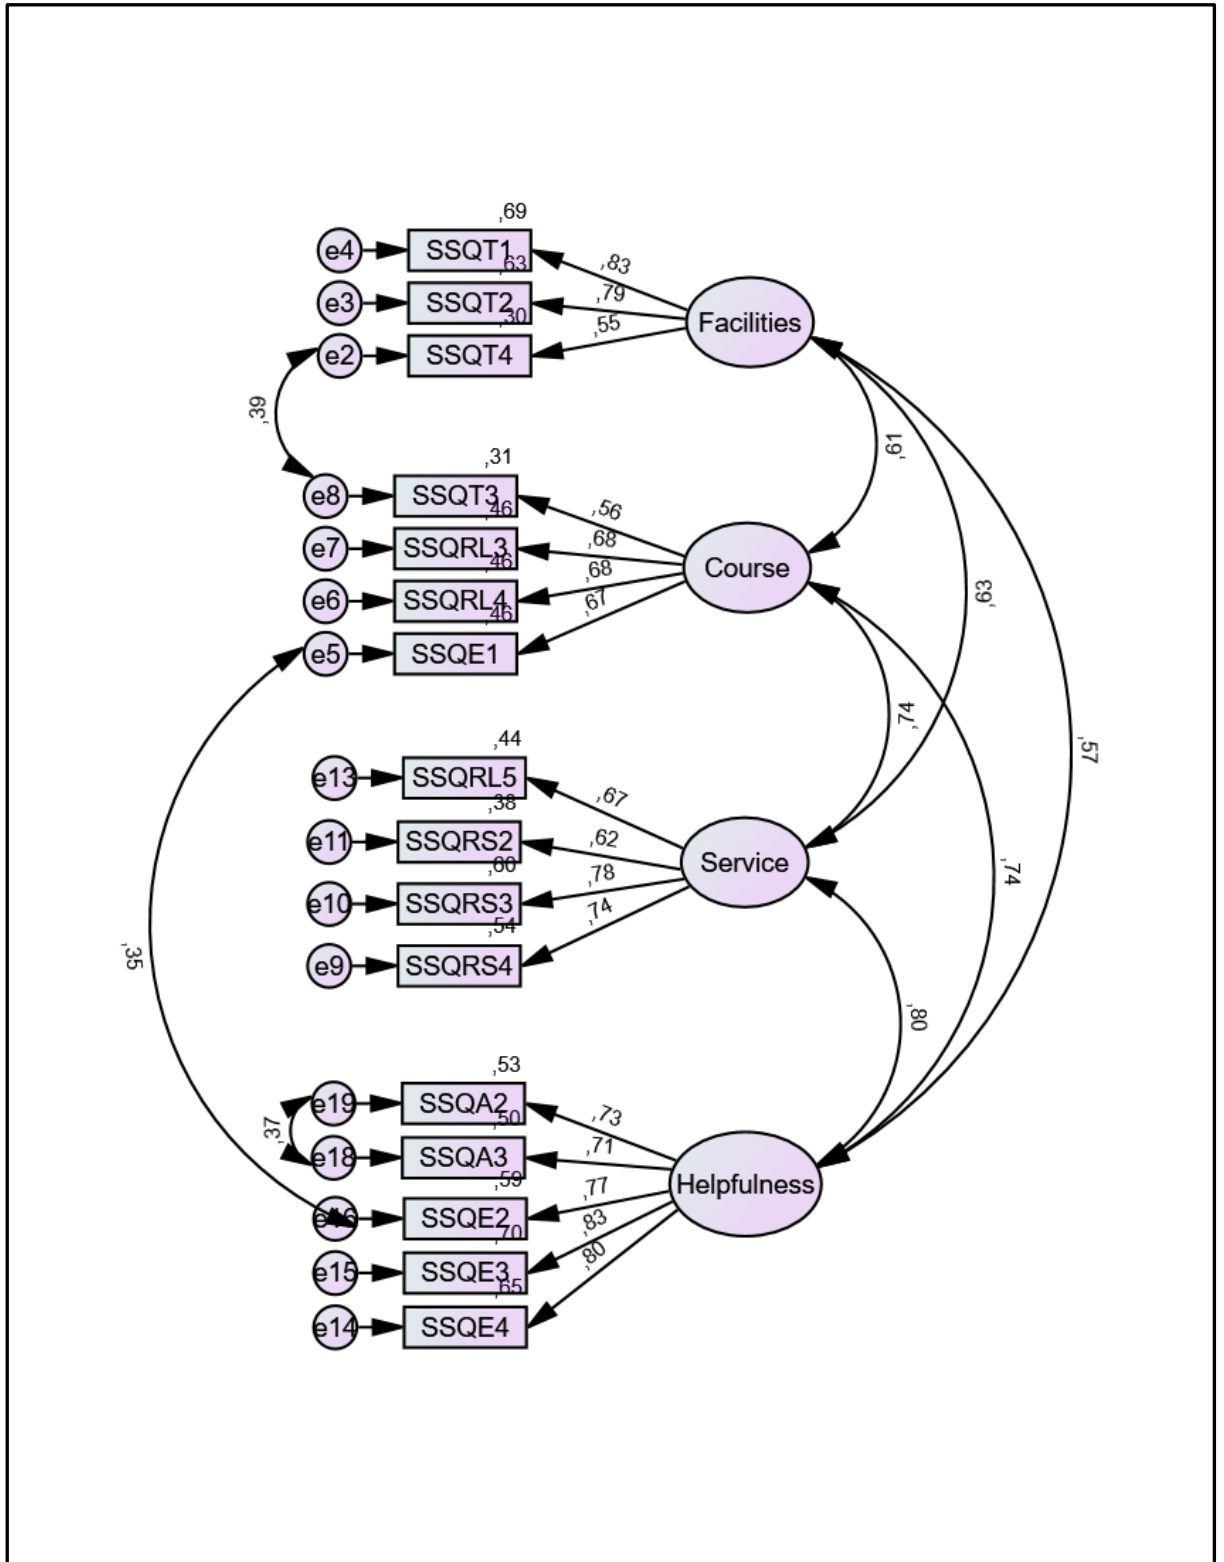 ,69
e4 SSQT1 ,83
,63
e3 SSQT2 ,79 Facilities
,30
e2 SSQT4 ,55
,39
,61
,31
e8 SSQT3 ,56
,46
e7 SSQRL3 ,68 Course
,46
e6 SSQRL4 ,68
,46
e5 SSQE1 ,67
,63
,74
,57
,44
e13 SSQRL5 ,67
,38
e11 SSQRS2 ,62 Service
,60
e10 SSQRS3 ,78
,54
e9 SSQRS4 ,74
,74
,35
,80
,53
e19 SSQA2 ,73
,37
,50
e18 SSQA3 ,71 Helpfulness
,59
e16 SSQE2 ,77
,70
e15 SSQE3 ,83
,65
e14 SSQE4 ,80